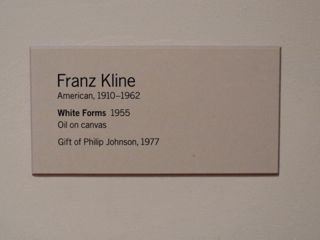 Franz Kline
American, 1910–1962
White Forms 1955
Oil on canvas
Gift of Philip Johnson, 1977